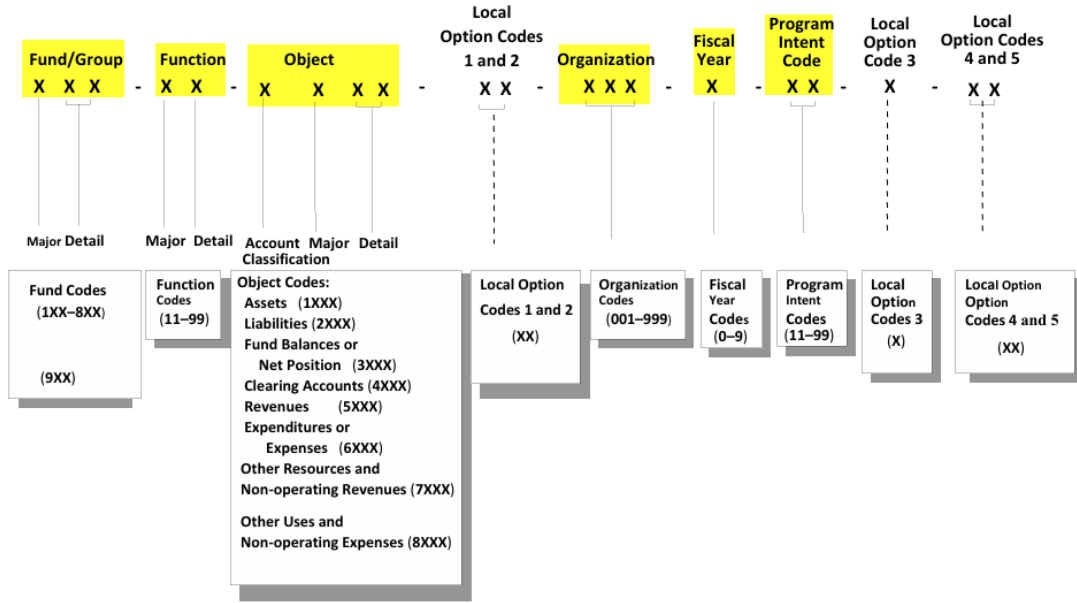 Fund/Group
X X X
-
Function
X X
-
Object
X X X X
-
Local
Option Codes
1 and 2
X X
-
Organization
X X X
-
Fiscal
Year
X
-
Program
Intent
Code
X X
-
Local
Option
Code 3
X
-
Local
Option Codes
4 and 5
X X
Major Detail
Major Detail
Account Major Detail
Classification
Fund Codes
(1XX–8XX)
(9XX)
Function
Codes
(11–99)
Object Codes:
Assets (1XXX)
Liabilities (2XXX)
Fund Balances or
Net Position (3XXX)
Clearing Accounts (4XXX)
Revenues (5XXX)
Expenditures or
Expenses (6XXX)
Other Resources and
Non-operating Revenues (7XXX)
Other Uses and
Non-operating Expenses (8XXX)
Local Option
Codes 1 and 2
(XX)
Organization
Codes
(001–999)
Fiscal
Year
Codes
(0–9)
Program
Intent
Codes
(11–99)
Local
Option
Codes 3
(X)
Local Option
Option
Codes 4 and 5
(XX)